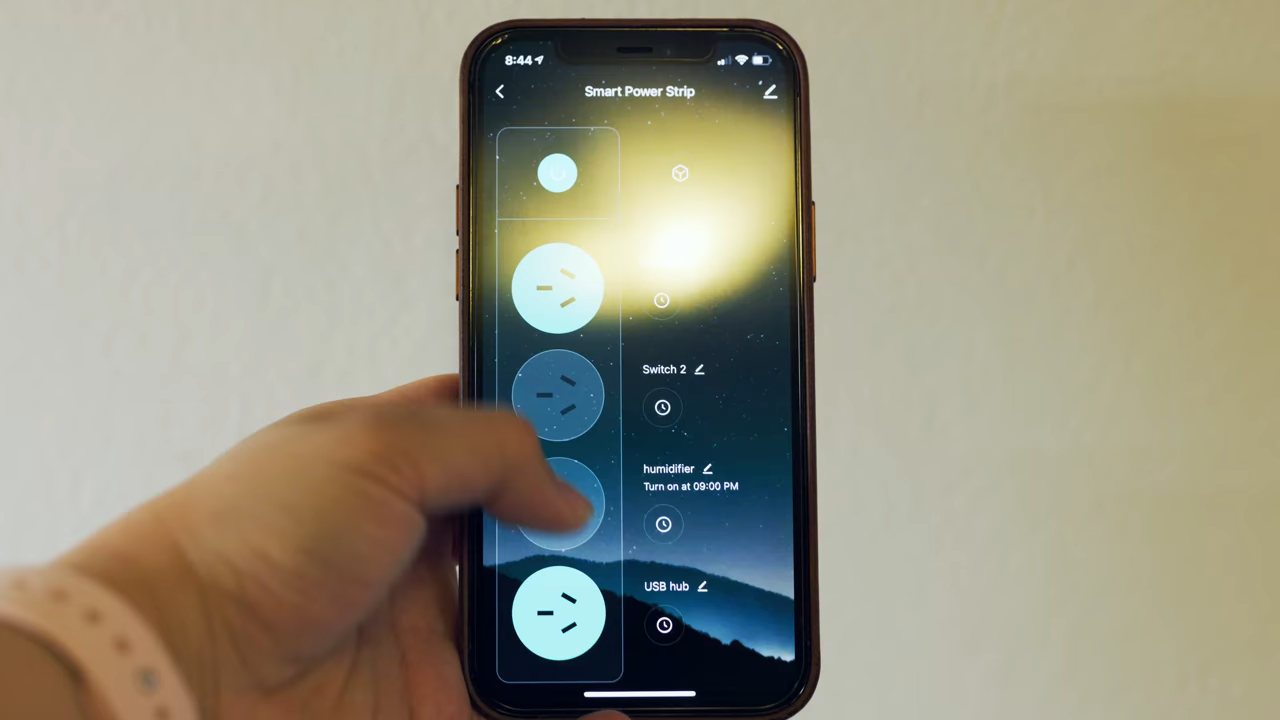 8:44
Smart Power Strip
Switch 2
humidifier
Turn on at 09:00 PM
USB hub